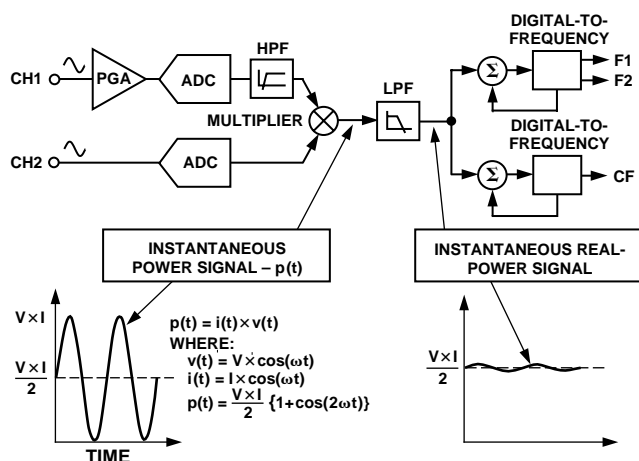 DIGITAL-TO-
FREQUENCY
HPF
CH1
PGA
ADC
LPF
Σ
F1
F2
MULTIPLIER
CH2
ADC
DIGITAL-TO-
FREQUENCY
Σ
CF
INSTANTANEOUS
POWER SIGNAL – p(t)
INSTANTANEOUS REAL-
POWER SIGNAL
V × I
V × I
2
TIME
p(t) = i(t) × v(t)
WHERE:
v(t) = V × cos(ωt)
i(t) = I × cos(ωt)
p(t) = V × I / 2 {1+cos(2ωt)}
V × I
2